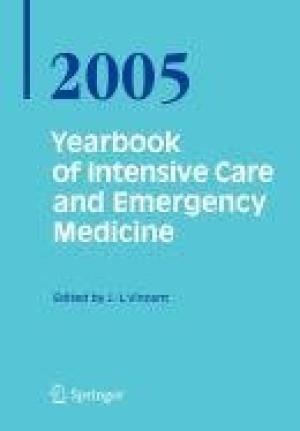 2005
Yearbook
of Intensive Care
and Emergency
Medicine
Edited by J.-L Vincent
Springer